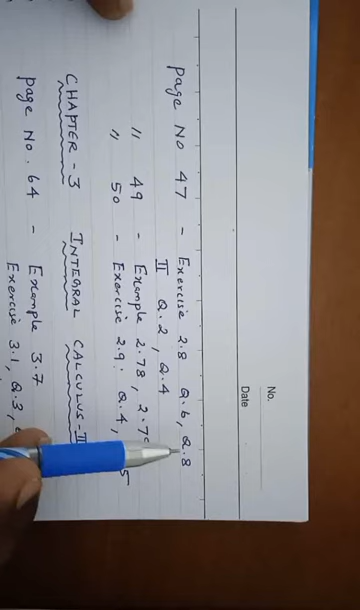 No.
Date
Page No 47 - Exercise 2.8 Q.6, Q.8
II Q.2, Q.4
" 49 - Example 2.78, 2.79
" 50 - Exercise 2.9. Q.4, 5
CHAPTER - 3 INTEGRAL CALCULUS - II
Page No. 64 - Example 3.7
Exercise 3.1, Q.3,